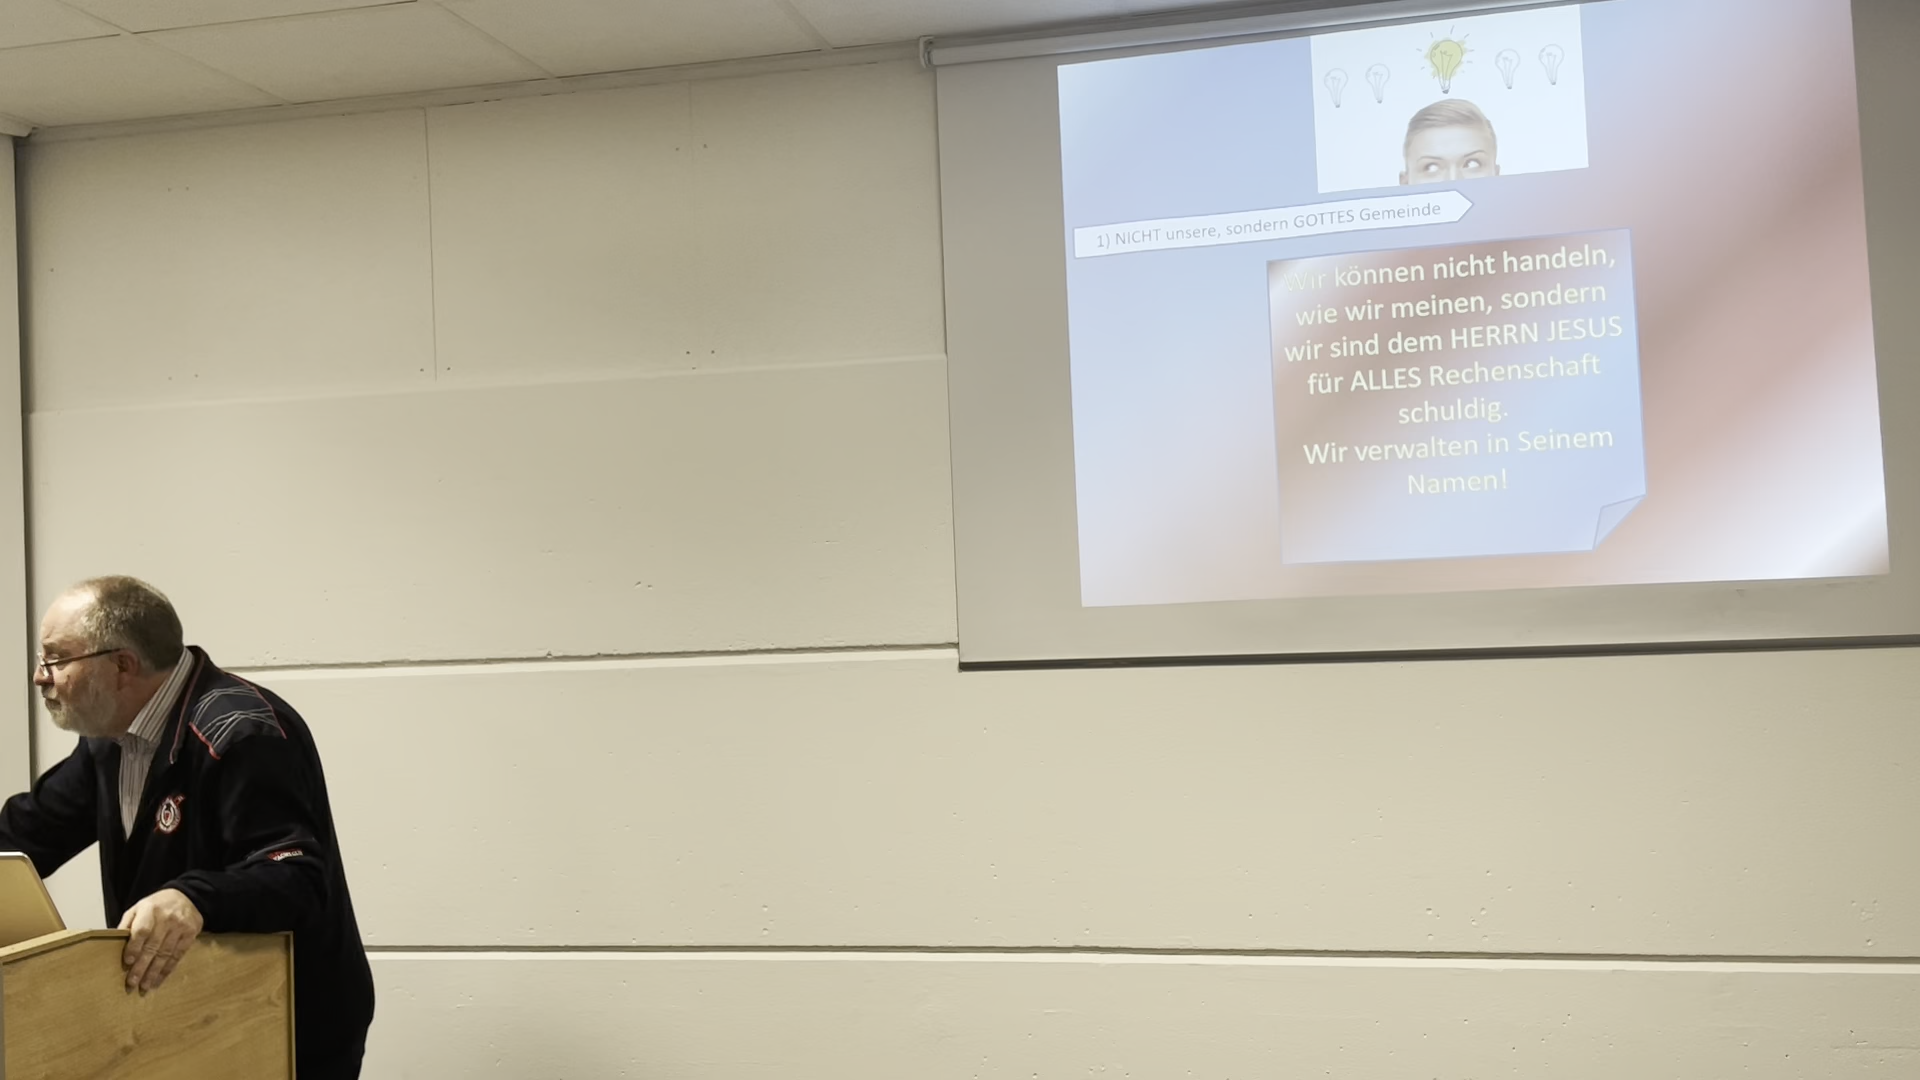 1) NICHT unsere, sondern GOTTES Gemeinde
Wir können nicht handeln,
wie wir meinen, sondern
wir sind dem HERRN JESUS
für ALLES Rechenschaft
schuldig.
Wir verwalten in Seinem
Namen!